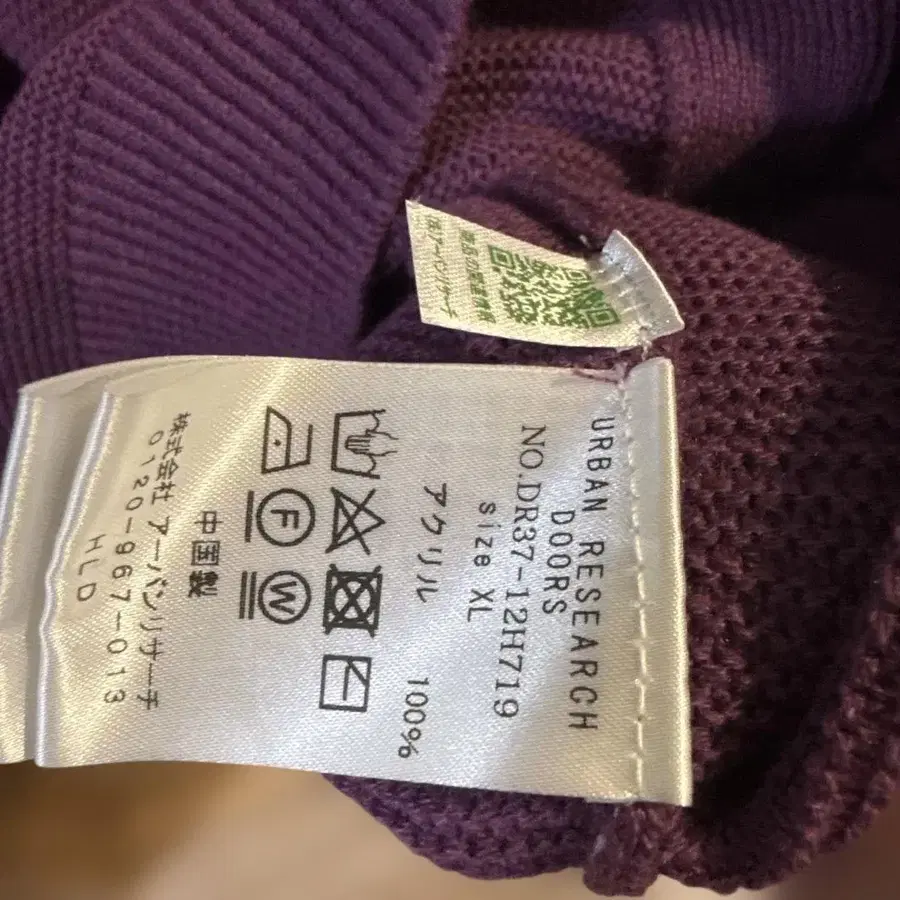 URBAN RESEARCH
DOORS
NO.DR37-12H719
size XL
アクリル 100%
F
W
中国製
株式会社 アーバンリサーチ
0120-967-013
HLD